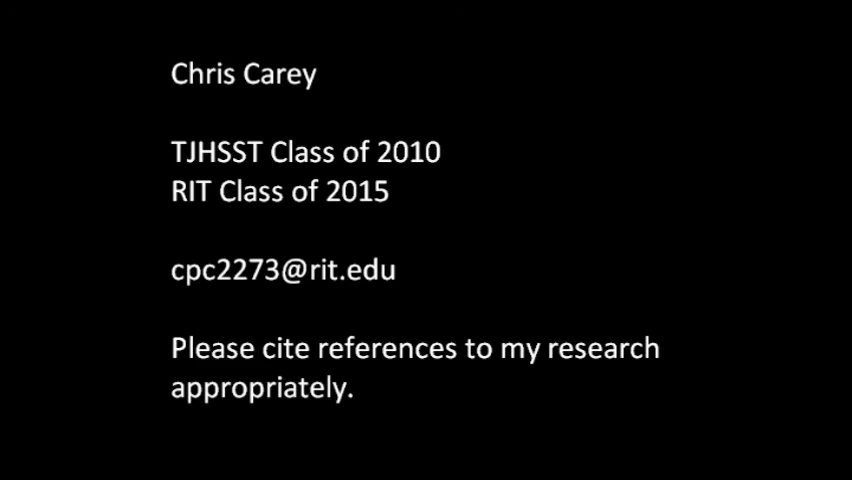 Chris Carey
TJHSST Class of 2010
RIT Class of 2015
cpc2273@rit.edu
Please cite references to my research
appropriately.